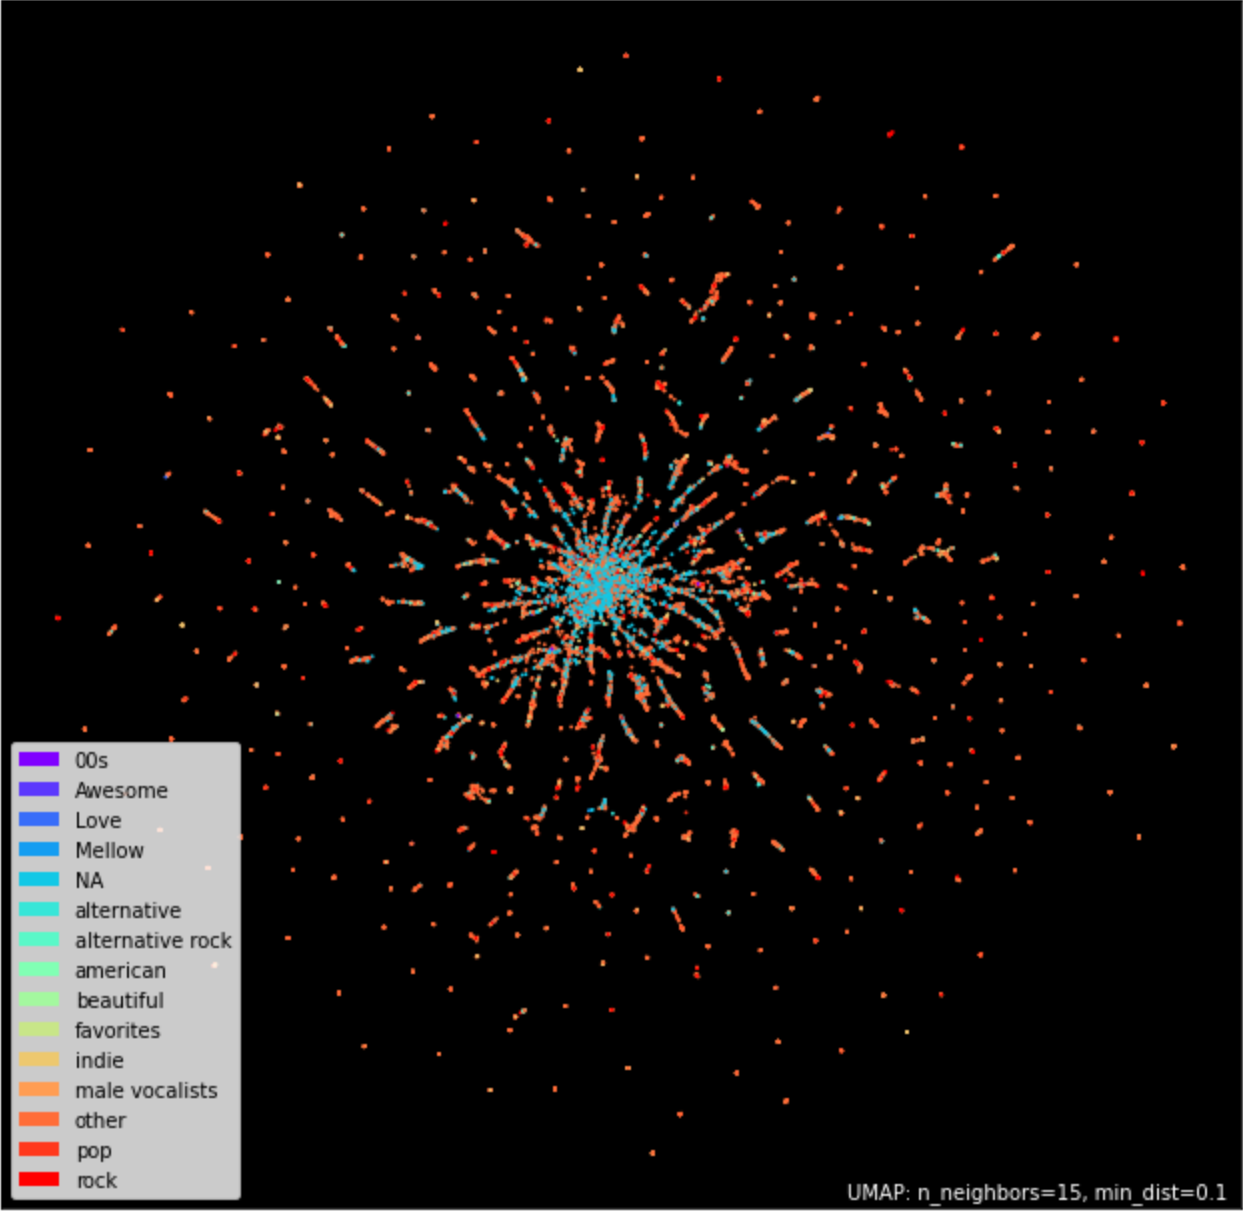 00s
Awesome
Love
Mellow
NA
alternative
alternative rock
american
beautiful
favorites
indie
male vocalists
other
pop
rock
UMAP: n_neighbors=15, min_dist=0.1